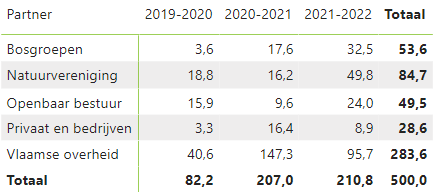 Partner 2019-2020 2020-2021 2021-2022 Totaal
Bosgroepen 3,6 17,6 32,5 53,6
Natuurvereniging 18,8 16,2 49,8 84,7
Openbaar bestuur 15,9 9,6 24,0 49,5
Privaat en bedrijven 3,3 16,4 8,9 28,6
Vlaamse overheid 40,6 147,3 95,7 283,6
Totaal 82,2 207,0 210,8 500,0